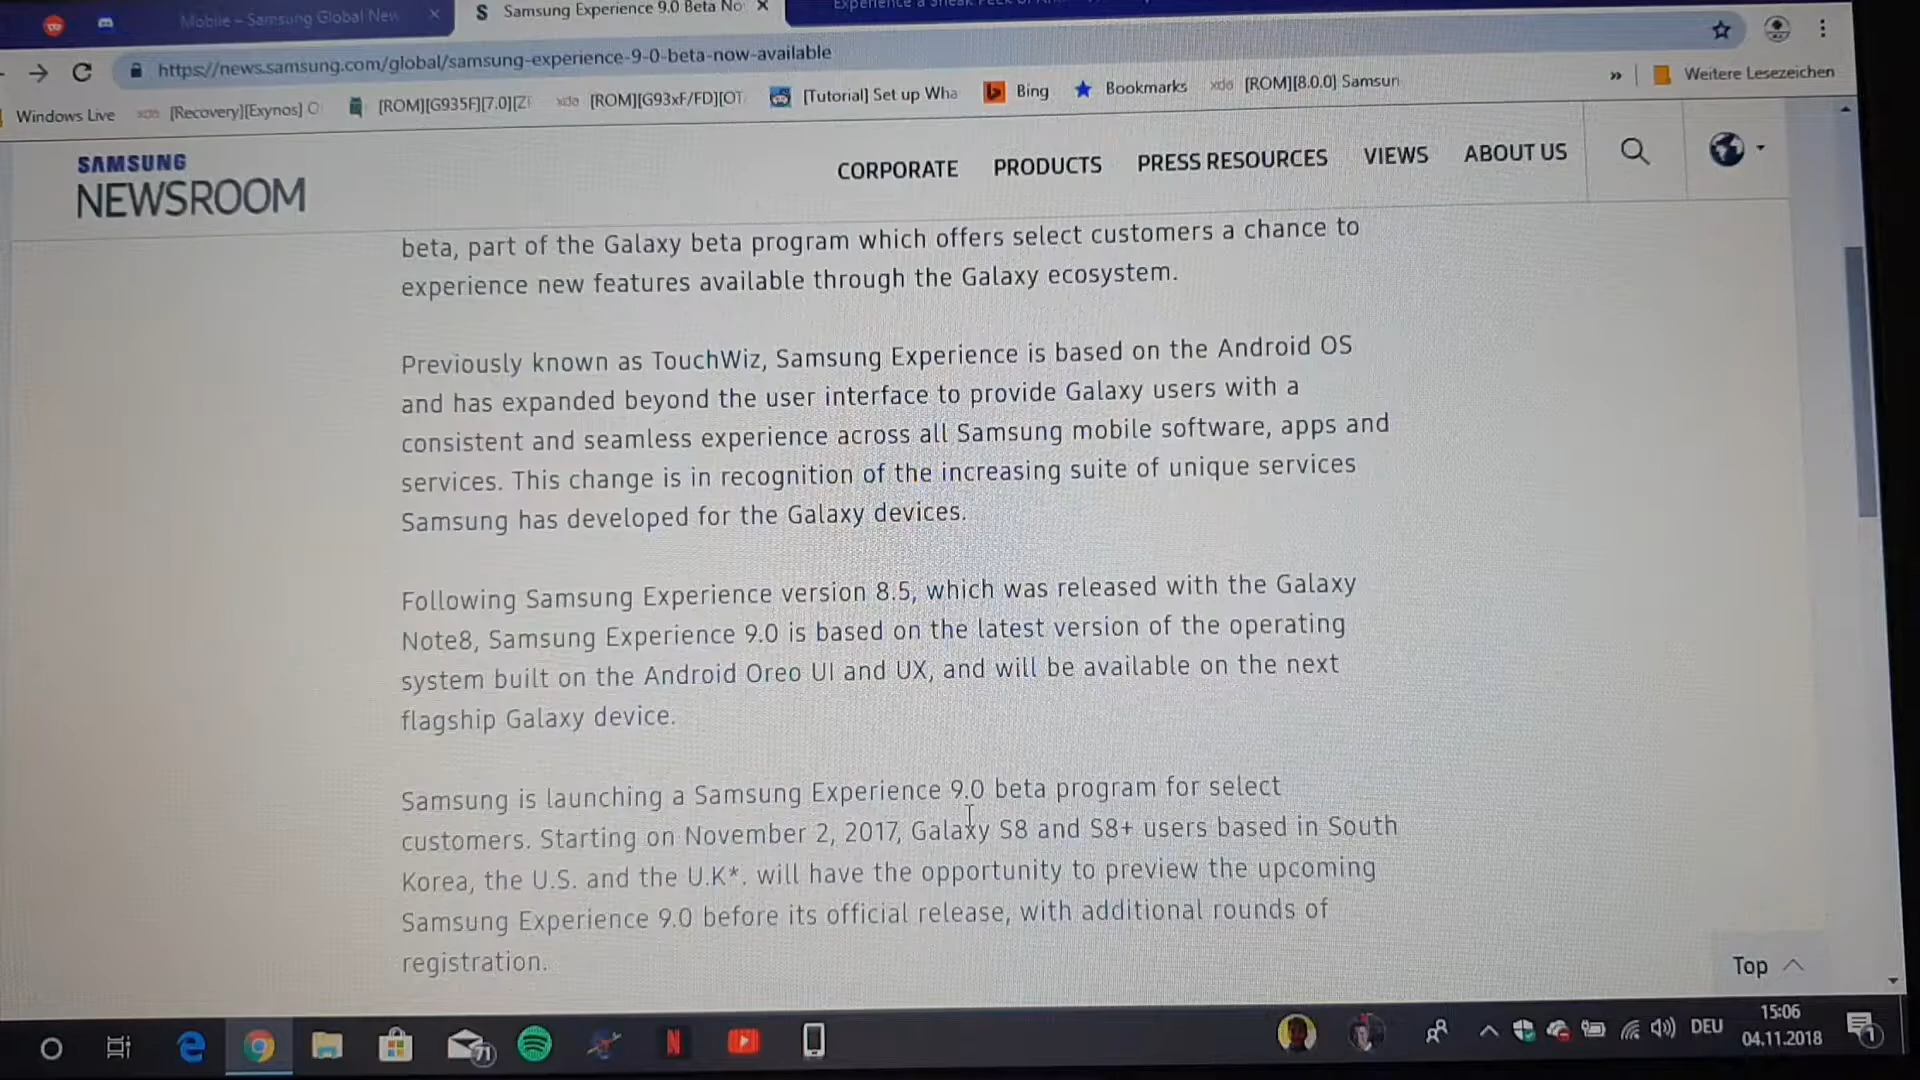 Mobile – Samsung Global New
S Samsung Experience 9.0 Beta No
Experience a Sneak Peek of
https://news.samsung.com/global/samsung-experience-9-0-beta-now-available
Windows Live
[Recovery][Exynos] O
[ROM][G935F][7.0][Z
xda [ROM][G93xF/FD][OT
[Tutorial] Set up Wha
Bing
Bookmarks
xda [ROM][8.0.0] Samsun
»
Weitere Lesezeichen
SAMSUNG
NEWSROOM
CORPORATE PRODUCTS PRESS RESOURCES VIEWS ABOUT US
beta, part of the Galaxy beta program which offers select customers a chance to
experience new features available through the Galaxy ecosystem.
Previously known as TouchWiz, Samsung Experience is based on the Android OS
and has expanded beyond the user interface to provide Galaxy users with a
consistent and seamless experience across all Samsung mobile software, apps and
services. This change is in recognition of the increasing suite of unique services
Samsung has developed for the Galaxy devices.
Following Samsung Experience version 8.5, which was released with the Galaxy
Note8, Samsung Experience 9.0 is based on the latest version of the operating
system built on the Android Oreo UI and UX, and will be available on the next
flagship Galaxy device.
Samsung is launching a Samsung Experience 9.0 beta program for select
customers. Starting on November 2, 2017, Galaxy S8 and S8+ users based in South
Korea, the U.S. and the U.K*. will have the opportunity to preview the upcoming
Samsung Experience 9.0 before its official release, with additional rounds of
registration.
Top
71
N
DEU
15:06
04.11.2018
1